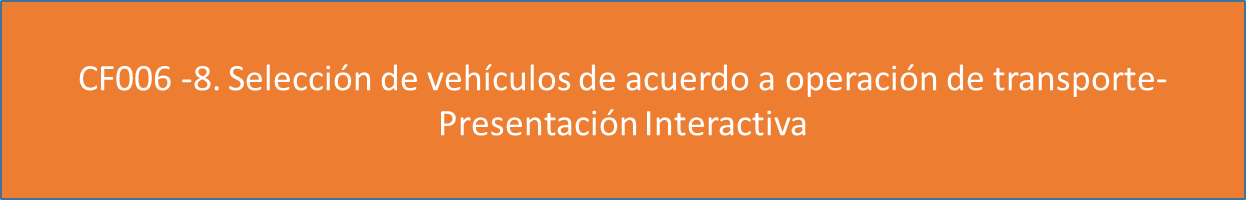 CF006 -8. Selección de vehículos de acuerdo a operación de transporte-
Presentación Interactiva